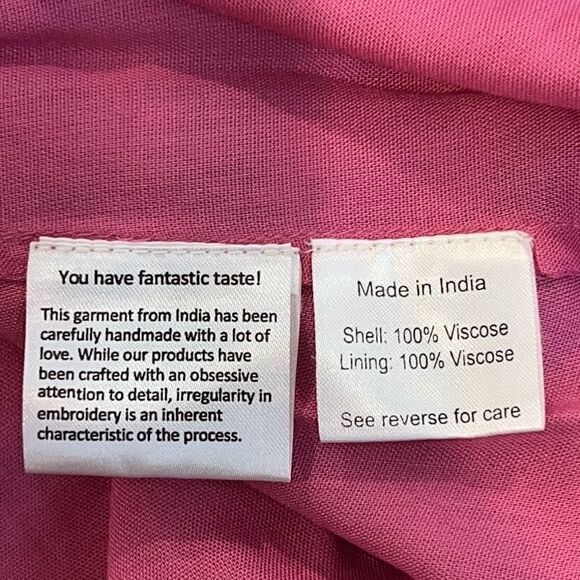 You have fantastic taste!
This garment from India has been
carefully handmade with a lot of
love. While our products have
been crafted with an obsessive
attention to detail, irregularity in
embroidery is an inherent
characteristic of the process.
Made in India
Shell: 100% Viscose
Lining: 100% Viscose
See reverse for care